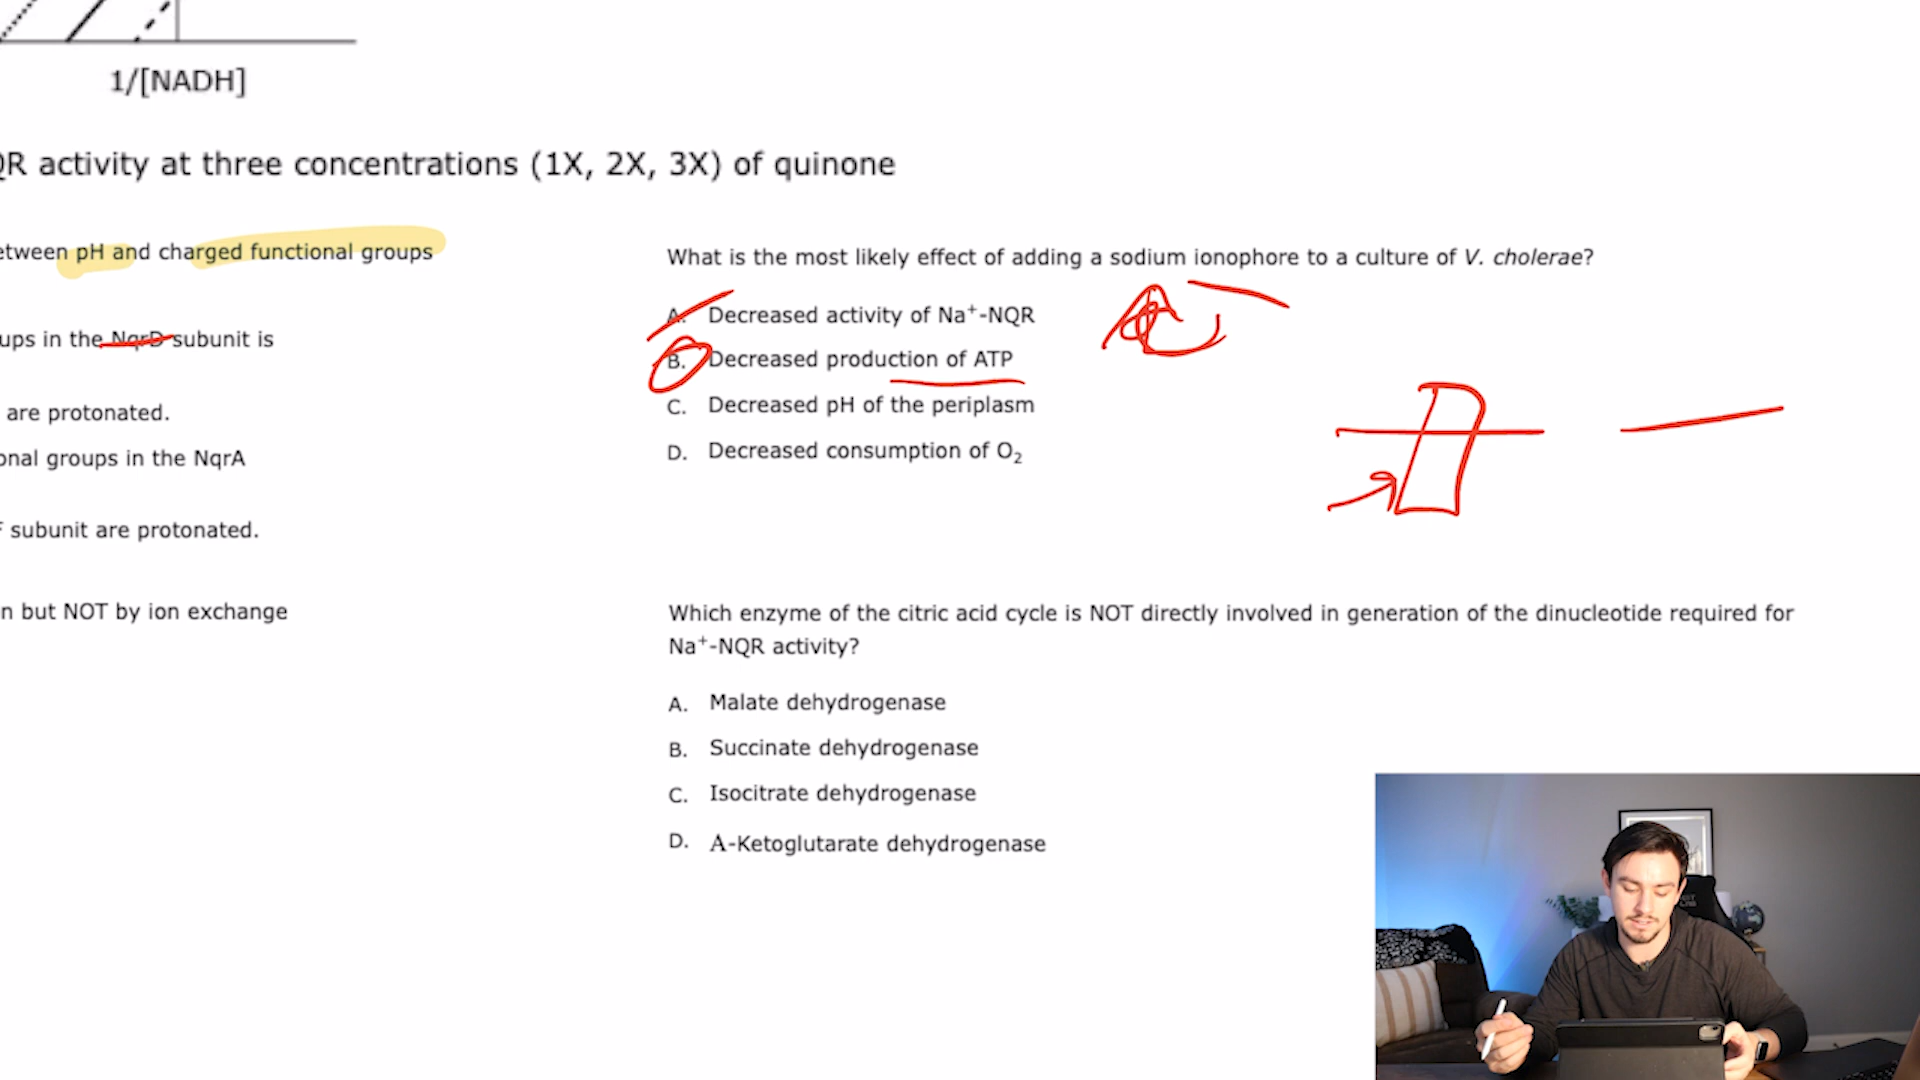 1/[NADH]
QR activity at three concentrations (1X, 2X, 3X) of quinone
etween pH and charged functional groups
ups in the NqrD subunit is
are protonated.
onal groups in the NqrA
F subunit are protonated.
n but NOT by ion exchange
What is the most likely effect of adding a sodium ionophore to a culture of V. cholerae?
A. Decreased activity of Na⁺-NQR
B. Decreased production of ATP
C. Decreased pH of the periplasm
D. Decreased consumption of O₂
Which enzyme of the citric acid cycle is NOT directly involved in generation of the dinucleotide required for
Na⁺-NQR activity?
A. Malate dehydrogenase
B. Succinate dehydrogenase
C. Isocitrate dehydrogenase
D. A-Ketoglutarate dehydrogenase